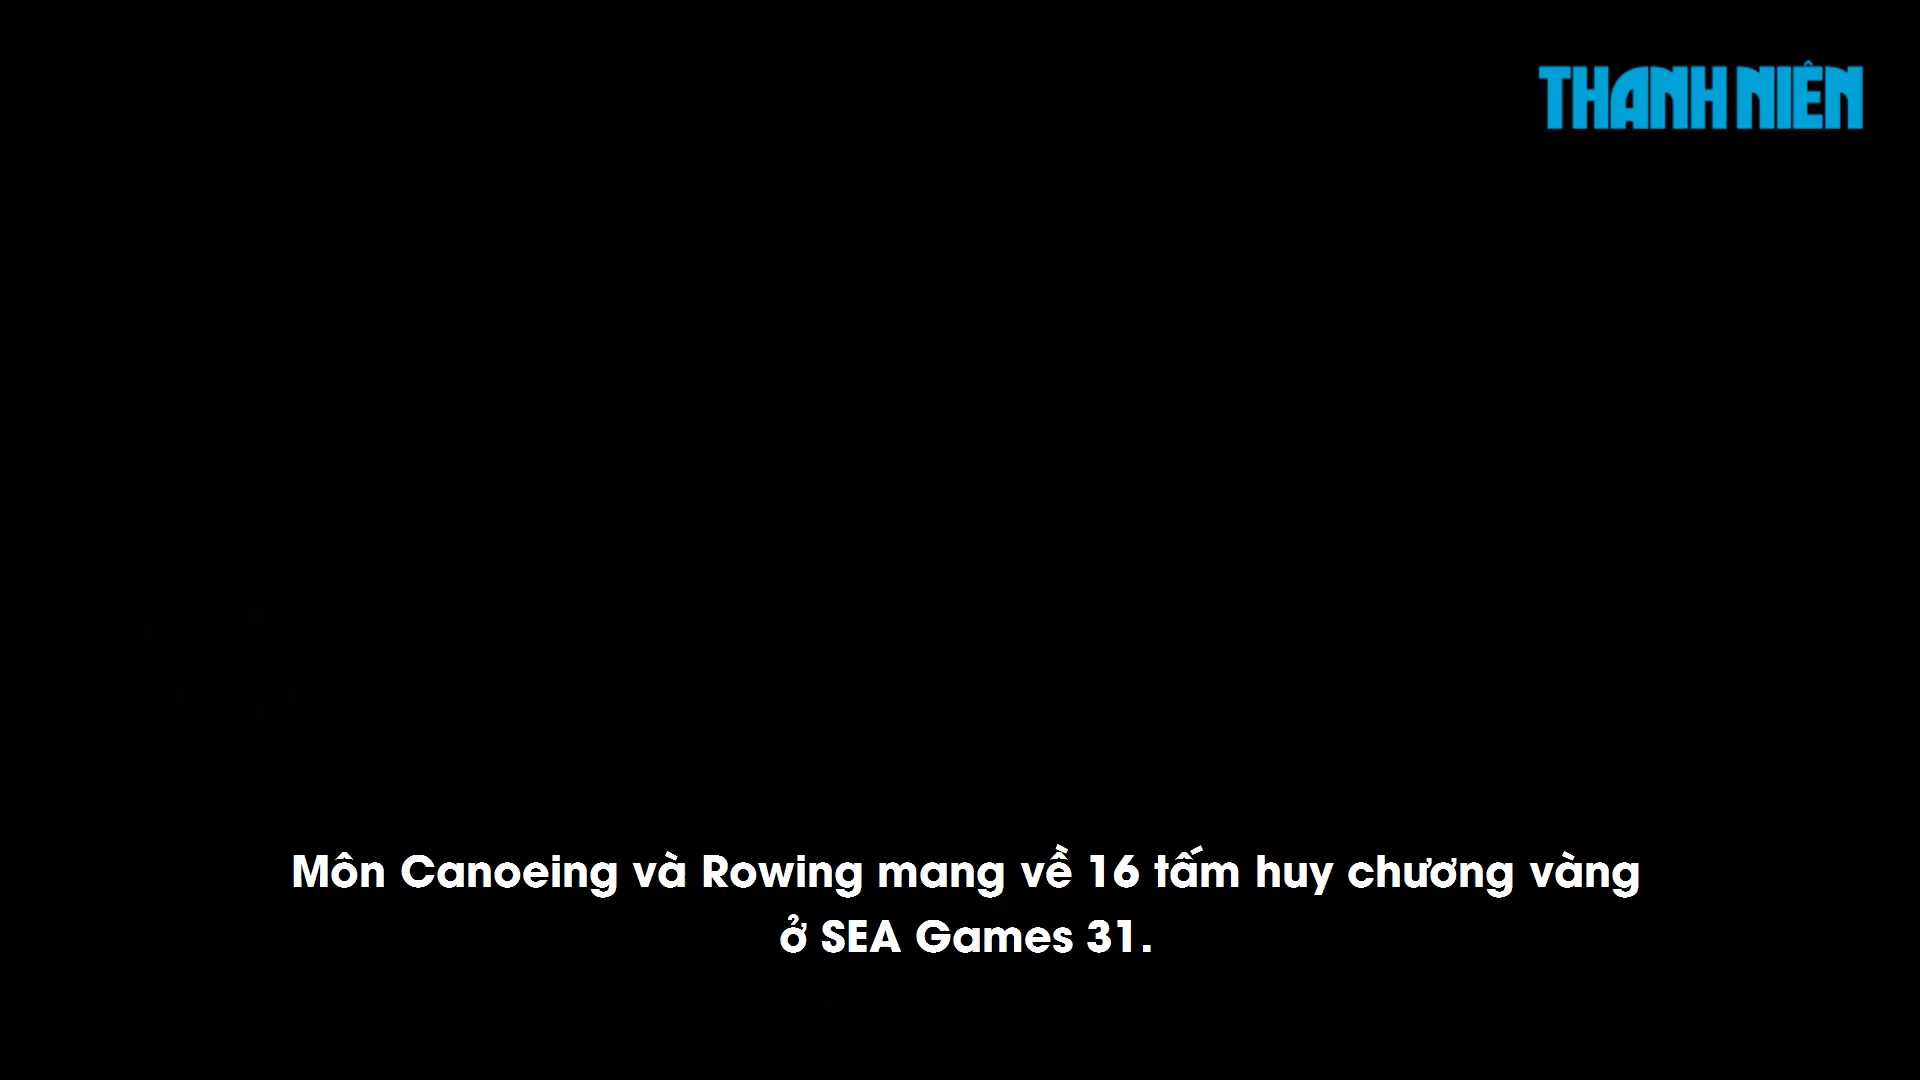 THANH NIÊN
Môn Canoeing và Rowing mang về 16 tấm huy chương vàng
ở SEA Games 31.